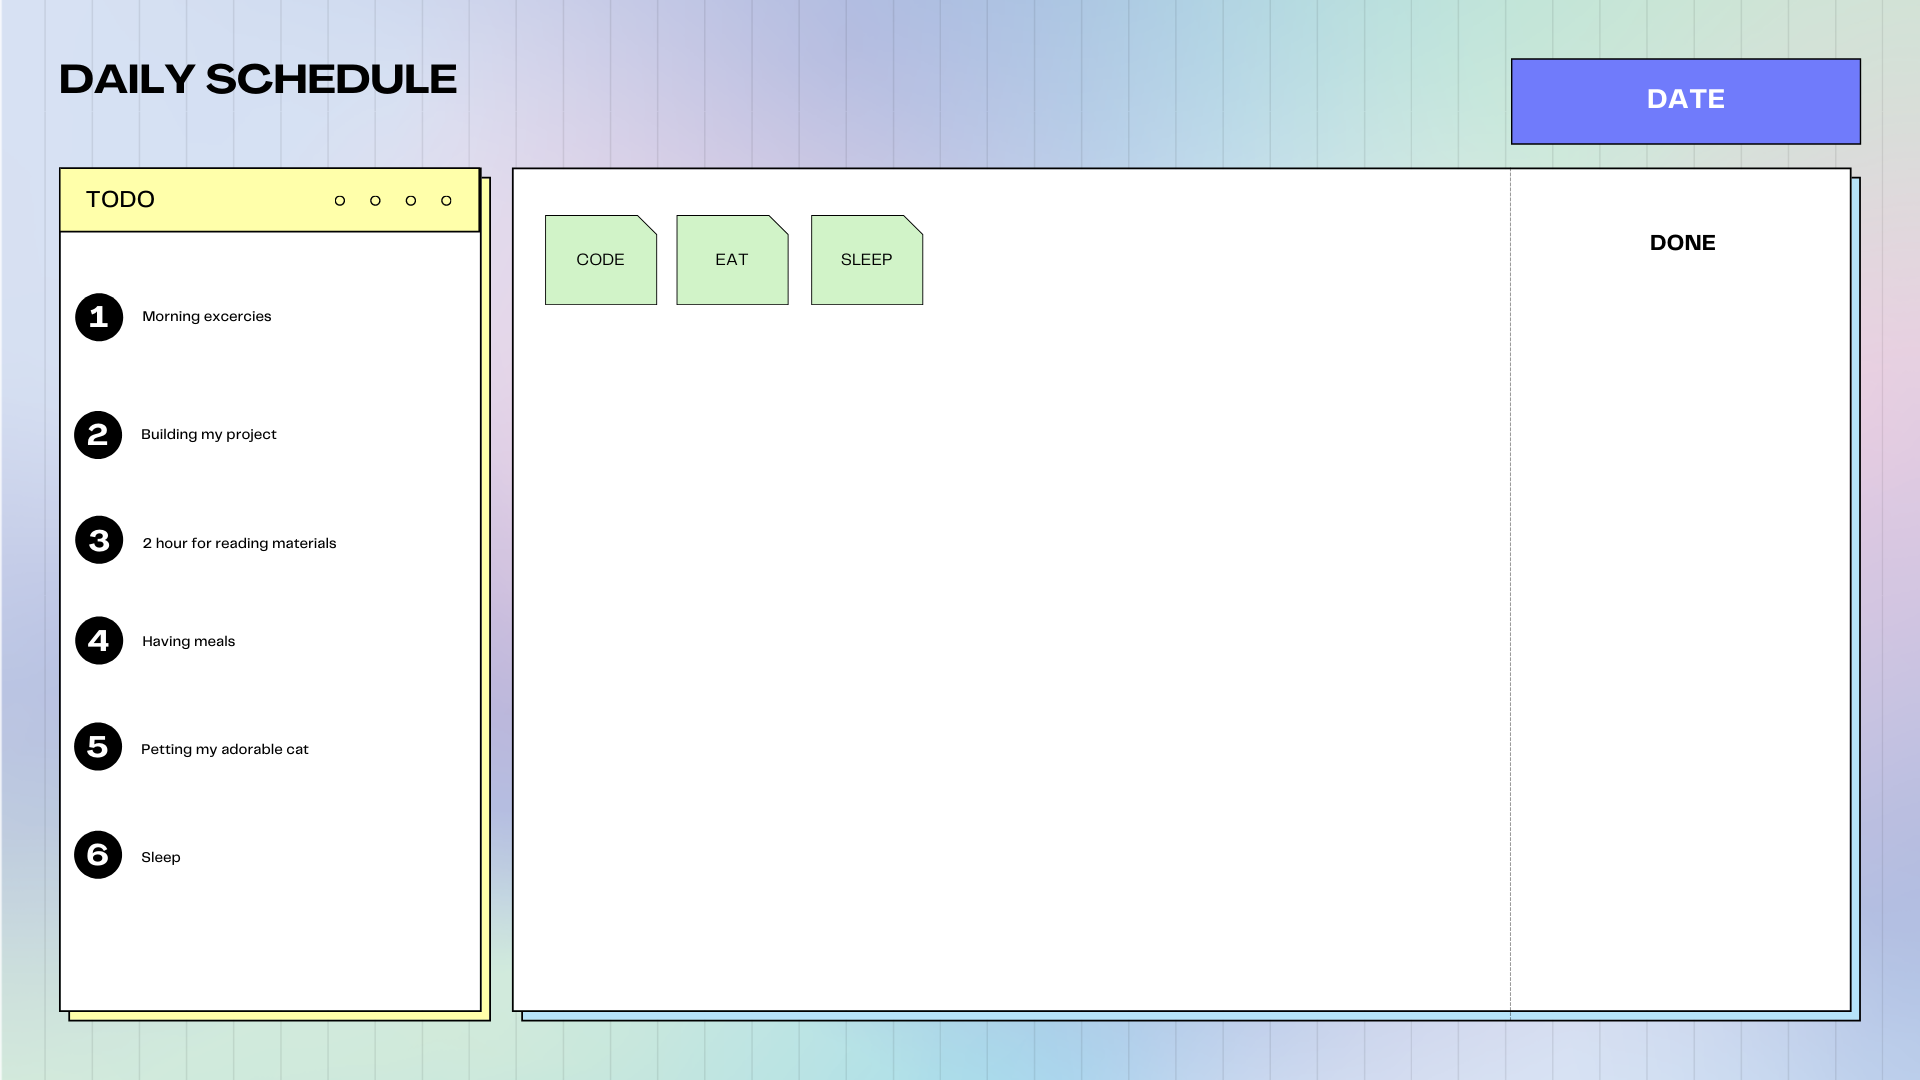 DAILY SCHEDULE
DATE
TODO
1 Morning excercies
2 Building my project
3 2 hour for reading materials
4 Having meals
5 Petting my adorable cat
6 Sleep
CODE EAT SLEEP
DONE